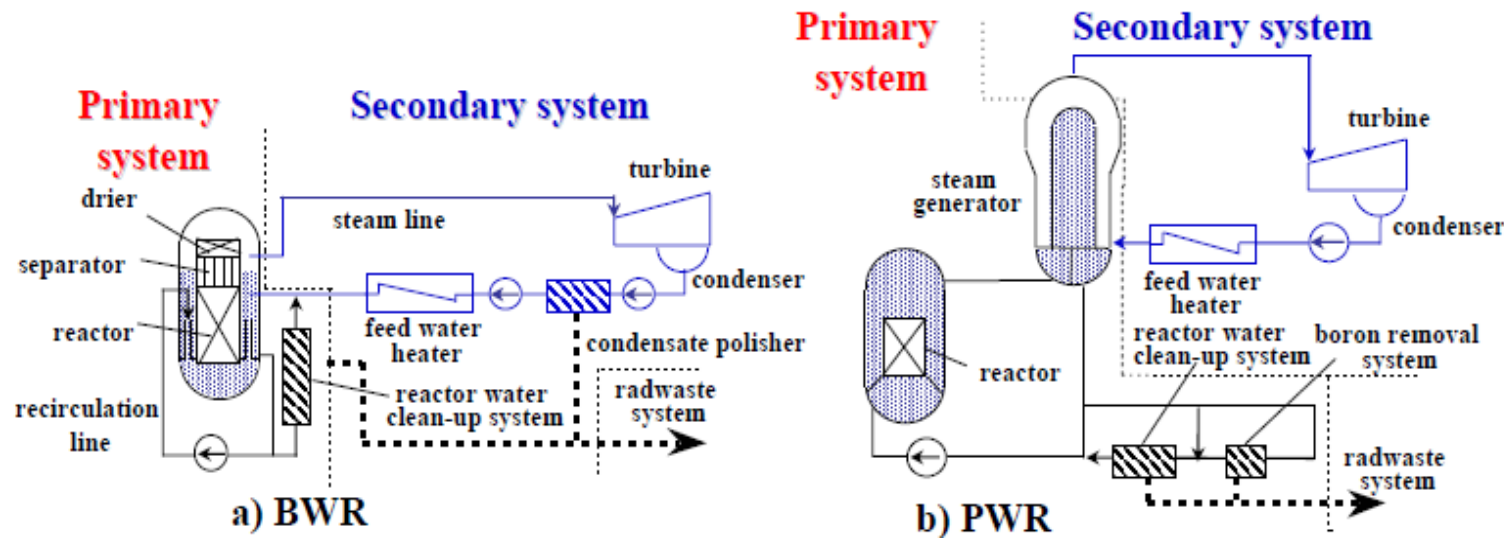 Primary
system
Secondary system
drier
separator
reactor
recirculation
line
steam line
turbine
condenser
feed water
heater
condensate polisher
reactor water
clean-up system
radwaste
system
a) BWR
Primary
system
Secondary system
turbine
steam
generator
condenser
feed water
heater
reactor water
clean-up system
boron removal
system
reactor
radwaste
system
b) PWR